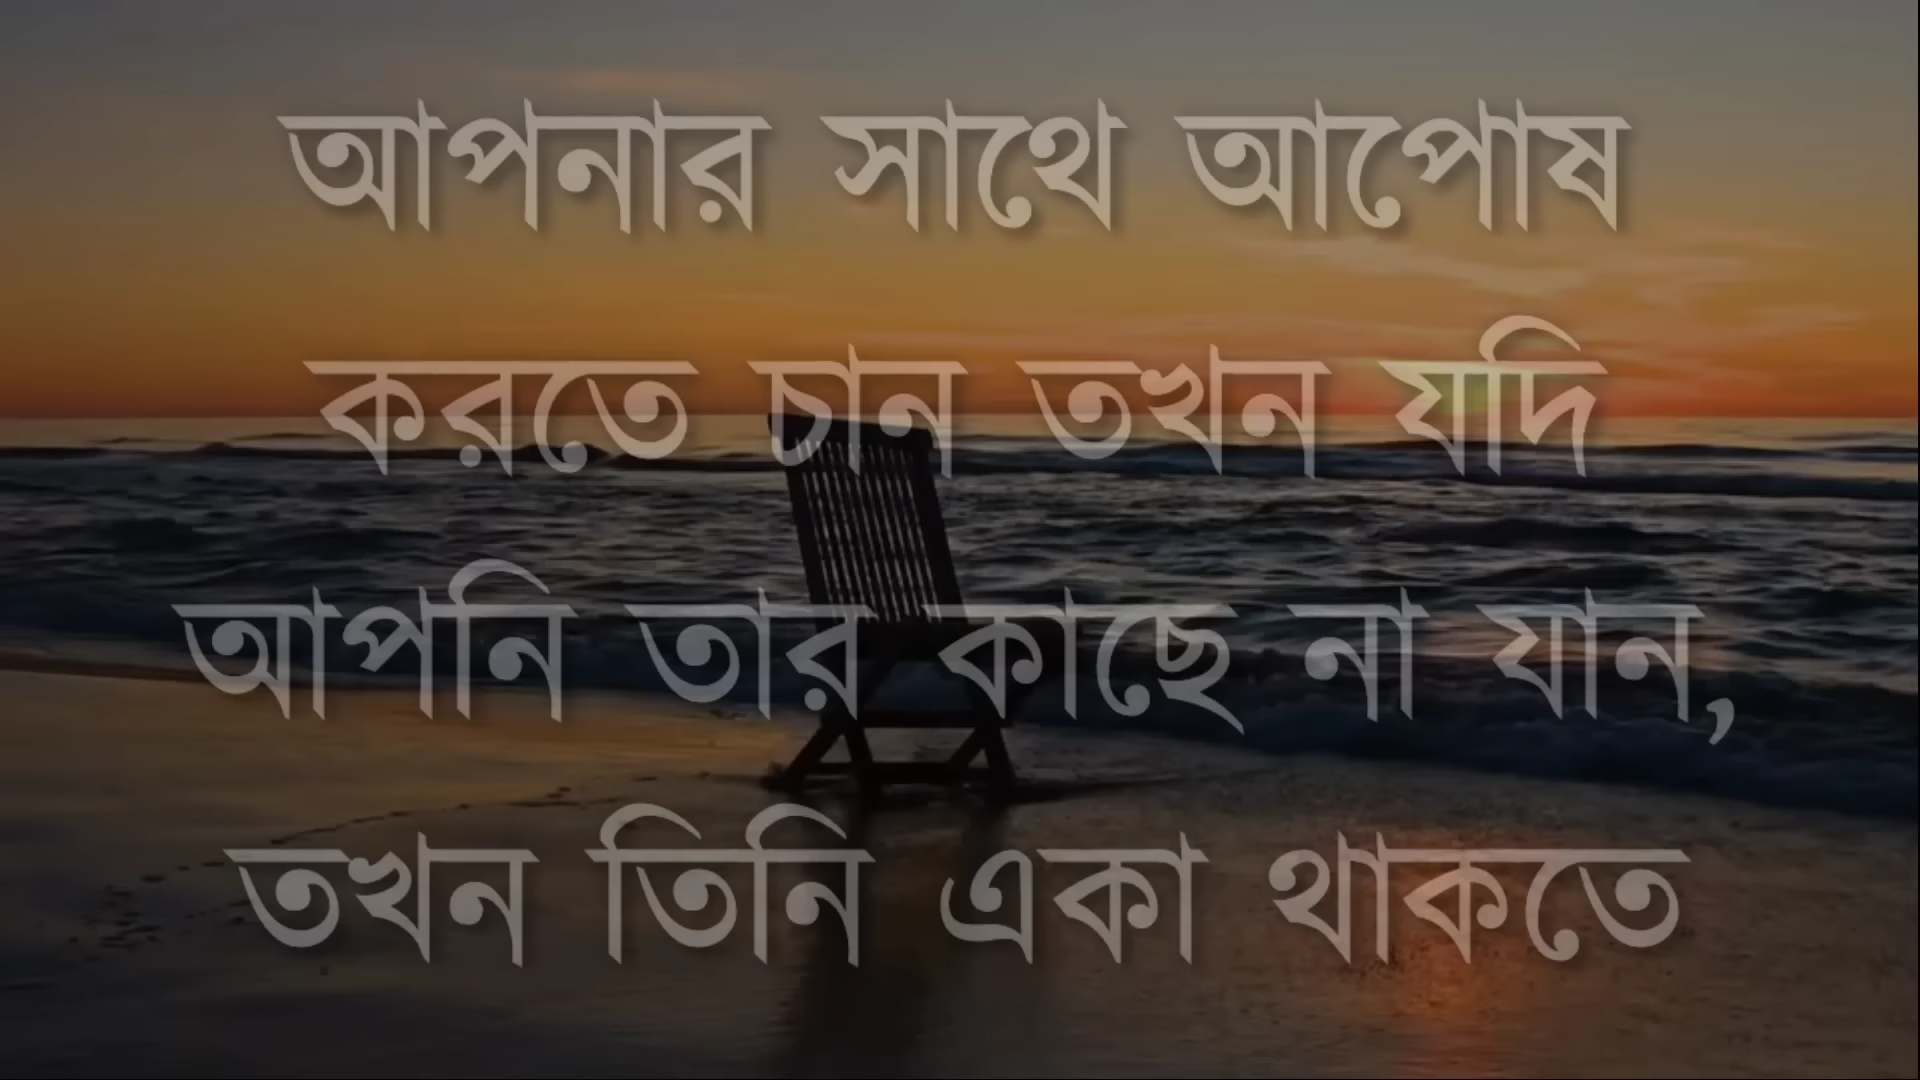 আপনার সাথে আপোষ
করতে চান তখন যদি
আপনি তার কাছে না যান,
তখন তিনি একা থাকতে